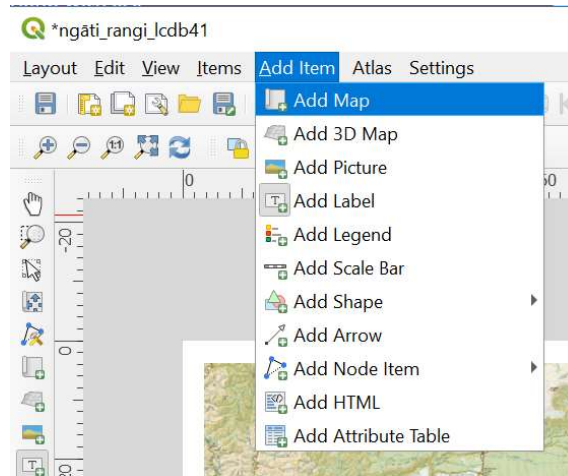 *ngāti_rangi_lcdb41
Layout Edit View Items Add Item Atlas Settings
Add Map
Add 3D Map
Add Picture
Add Label
Add Legend
Add Scale Bar
Add Shape
Add Arrow
Add Node Item
Add HTML
Add Attribute Table
0
-20
0